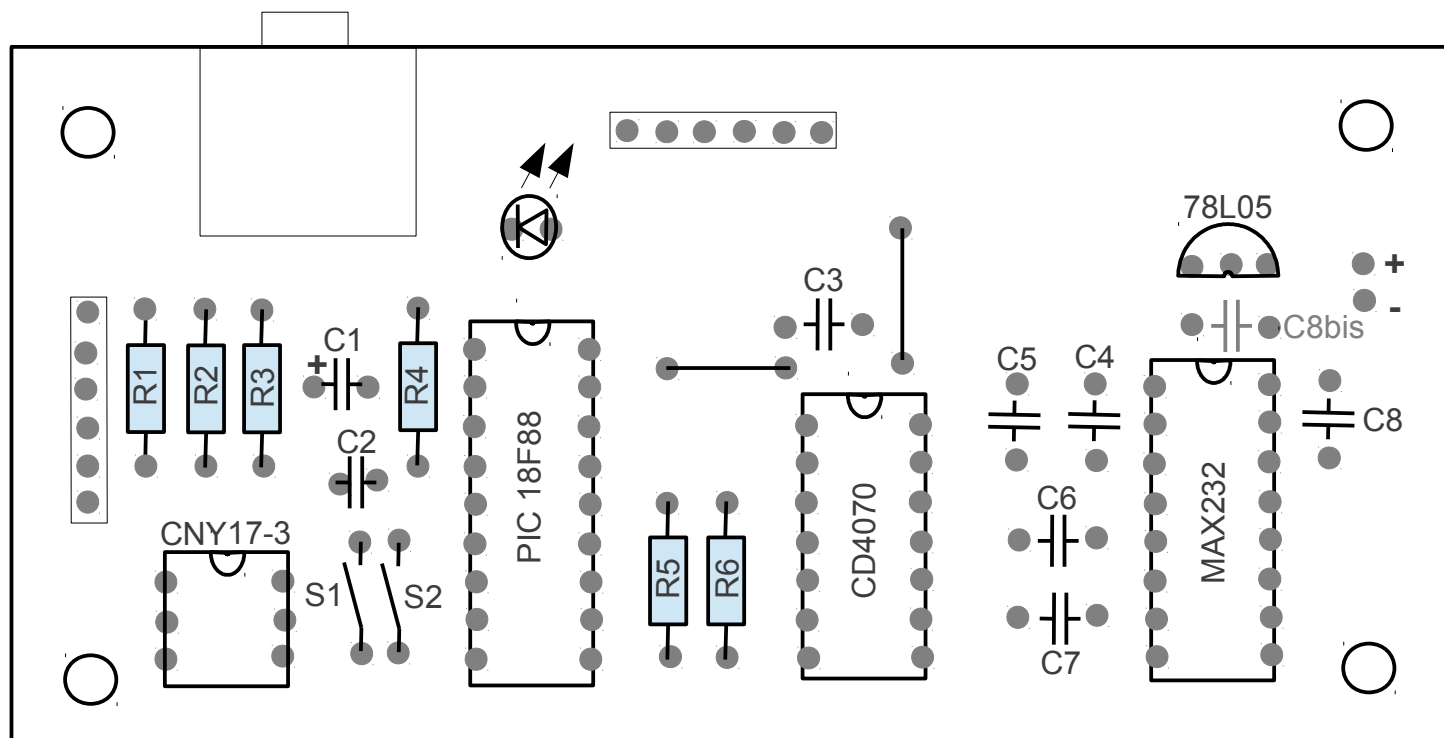 78L05
+
-
C8bis
C3
C1
+
C5
C4
C8
R1
R2
R3
R4
C2
PIC 18F88
CD4070
MAX232
CNY17-3
C6
S1
S2
R5
R6
C7